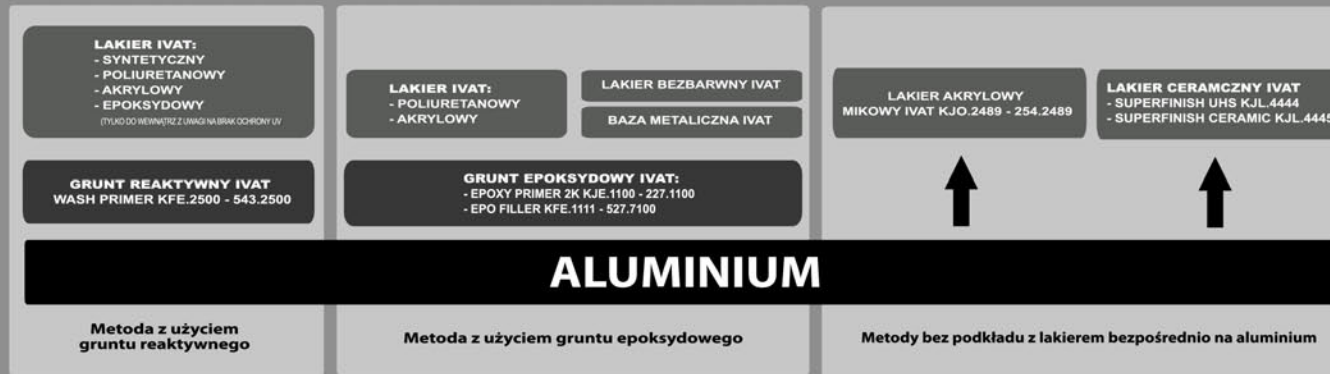 LAKIER IVAT:
- SYNTETYCZNY
- POLIURETANOWY
- AKRYLOWY
- EPOKSYDOWY
(TYLKO DO WEWNĄTRZ Z UWAGI NA BRAK OCHRONY UV
GRUNT REAKTYWNY IVAT
WASH PRIMER KFE.2500 - 543.2500
LAKIER IVAT:
- POLIURETANOWY
- AKRYLOWY
LAKIER BEZBARWNY IVAT
BAZA METALICZNA IVAT
GRUNT EPOKSYDOWY IVAT:
- EPOXY PRIMER 2K KJE.1100 - 227.1100
- EPO FILLER KFE.1111 - 527.7100
LAKIER AKRYLOWY
MIKOWY IVAT KJO.2489 - 254.2489
LAKIER CERAMCZNY IVAT
- SUPERFINISH UHS KJL.4444
- SUPERFINISH CERAMIC KJL.4445
ALUMINIUM
Metoda z użyciem
gruntu reaktywnego
Metoda z użyciem gruntu epoksydowego
Metody bez podkładu z lakierem bezpośrednio na aluminium